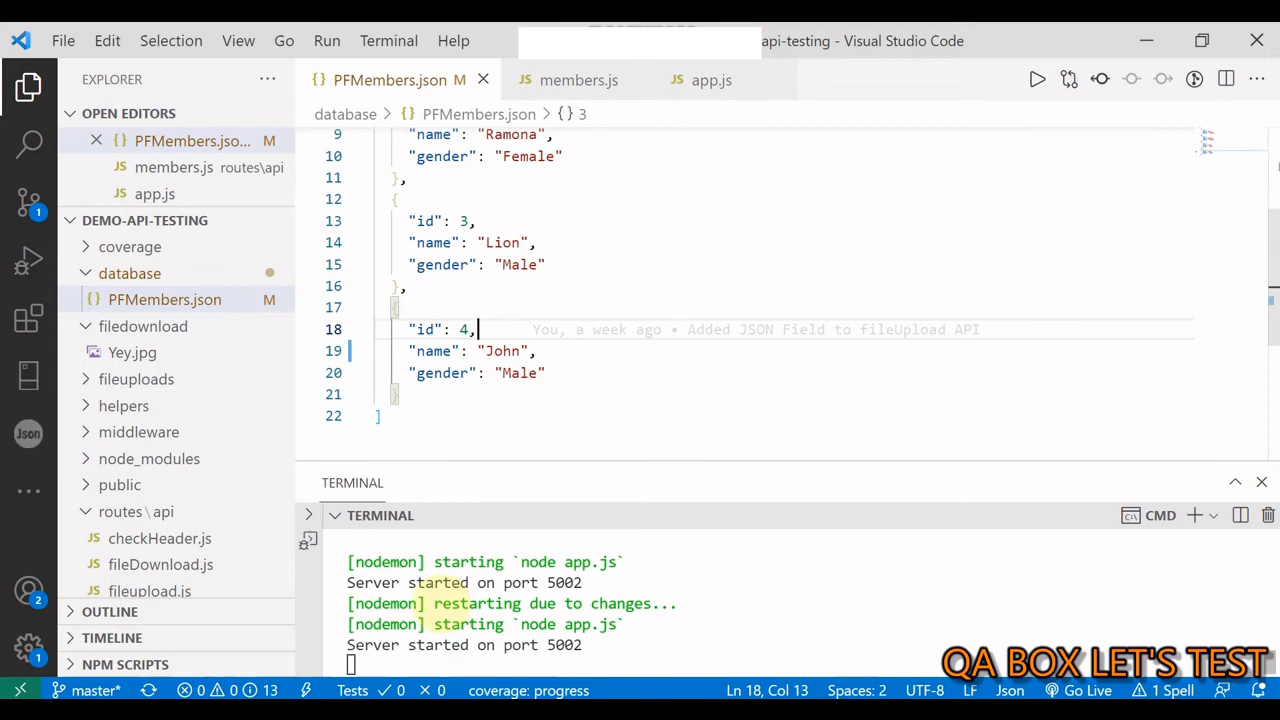 File Edit Selection View Go Run Terminal Help api-testing - Visual Studio Code
EXPLORER
OPEN EDITORS
PFMembers.jso... M
members.js routes\api
app.js
DEMO-API-TESTING
coverage
database
PFMembers.json M
filedownload
Yey.jpg
fileuploads
helpers
middleware
node_modules
public
routes\api
checkHeader.js
fileDownload.js
fileupload.js
OUTLINE
TIMELINE
NPM SCRIPTS
1
Json
2
1
PFMembers.json M JS members.js JS app.js
database > {} PFMembers.json > {} 3
9 "name": "Ramona",
10 "gender": "Female"
11 },
12 {
13 "id": 3,
14 "name": "Lion",
15 "gender": "Male"
16 },
17 {
18 "id": 4, You, a week ago • Added JSON Field to fileUpload API
19 "name": "John",
20 "gender": "Male"
21 }
22 ]
TERMINAL
TERMINAL CMD
[nodemon] starting `node app.js`
Server started on port 5002
[nodemon] restarting due to changes...
[nodemon] starting `node app.js`
Server started on port 5002
QA BOX LET'S TEST
master* 0 0 13 Tests 0 0 coverage: progress Ln 18, Col 13 Spaces: 2 UTF-8 LF Json Go Live 1 Spell